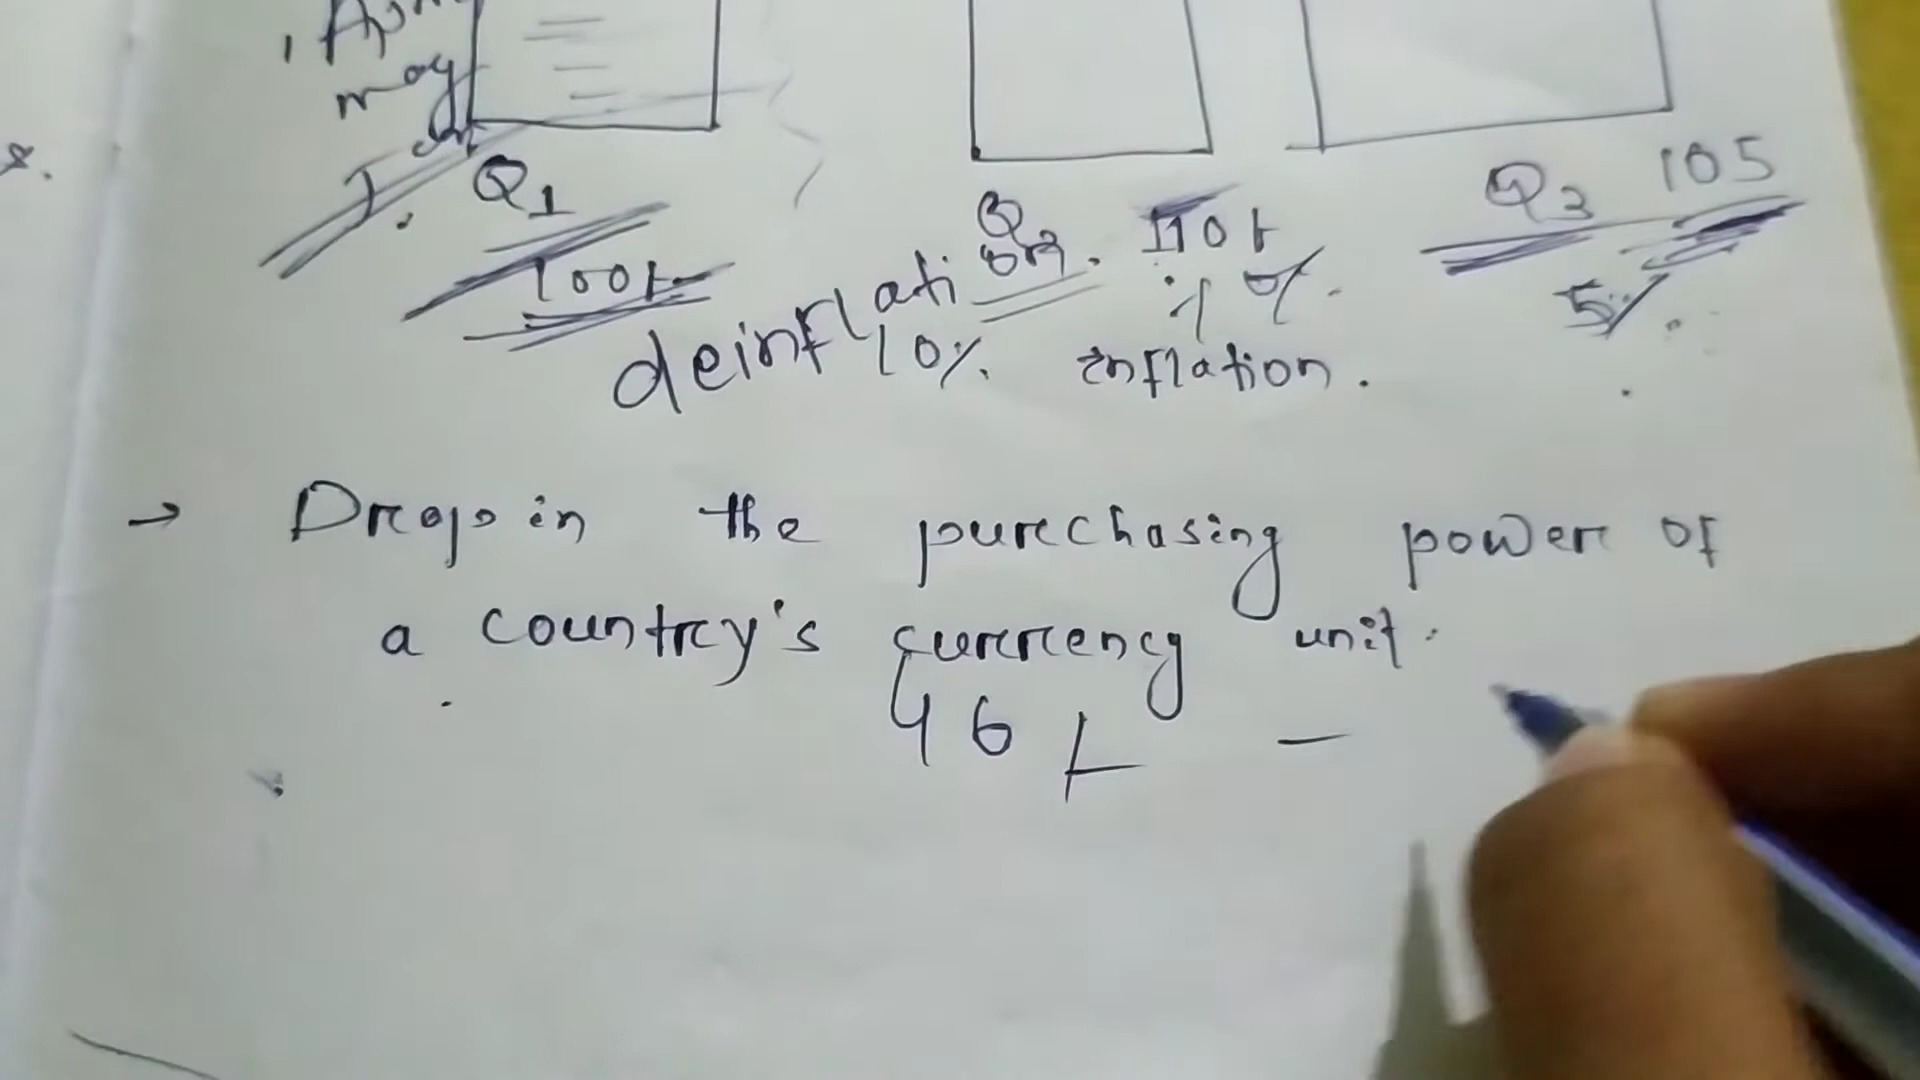 may
Q1 Q2 110 Q3 105
100
deinflation. 10% 5%
10% inflation.
→ Drop in the purchasing power of
a country's currency unit.
46 —